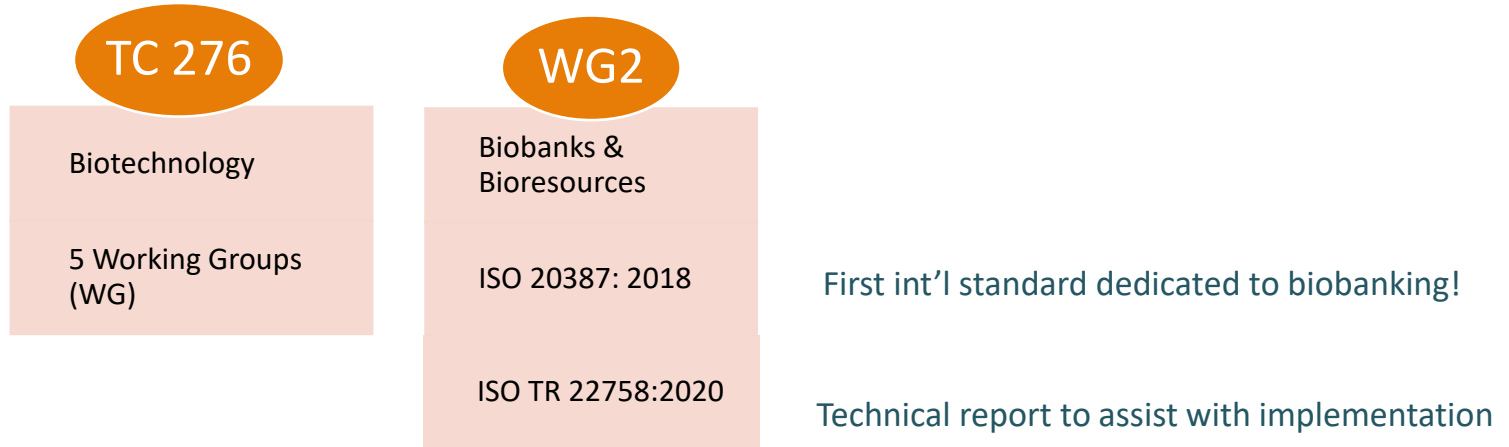 TC 276
Biotechnology
5 Working Groups
(WG)
WG2
Biobanks &
Bioresources
ISO 20387: 2018
First int’l standard dedicated to biobanking!
ISO TR 22758:2020
Technical report to assist with implementation